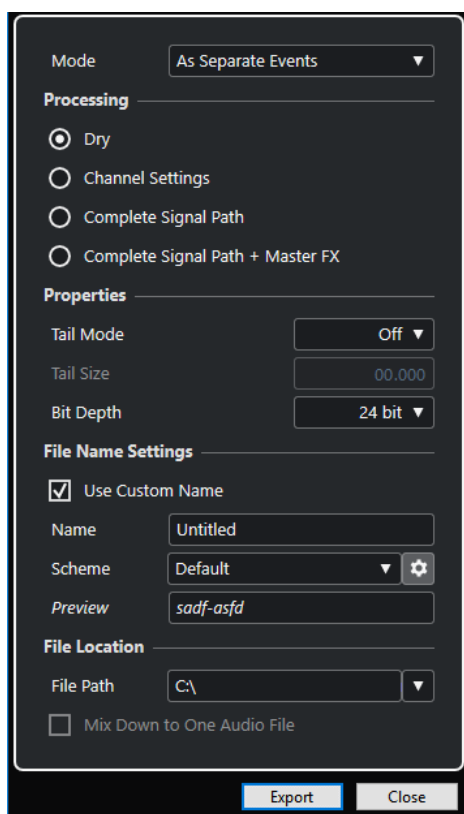 Mode As Separate Events
Processing
Dry
Channel Settings
Complete Signal Path
Complete Signal Path + Master FX
Properties
Tail Mode Off
Tail Size 00.000
Bit Depth 24 bit
File Name Settings
Use Custom Name
Name Untitled
Scheme Default
Preview sadf-asfd
File Location
File Path C:\
Mix Down to One Audio File
Export Close